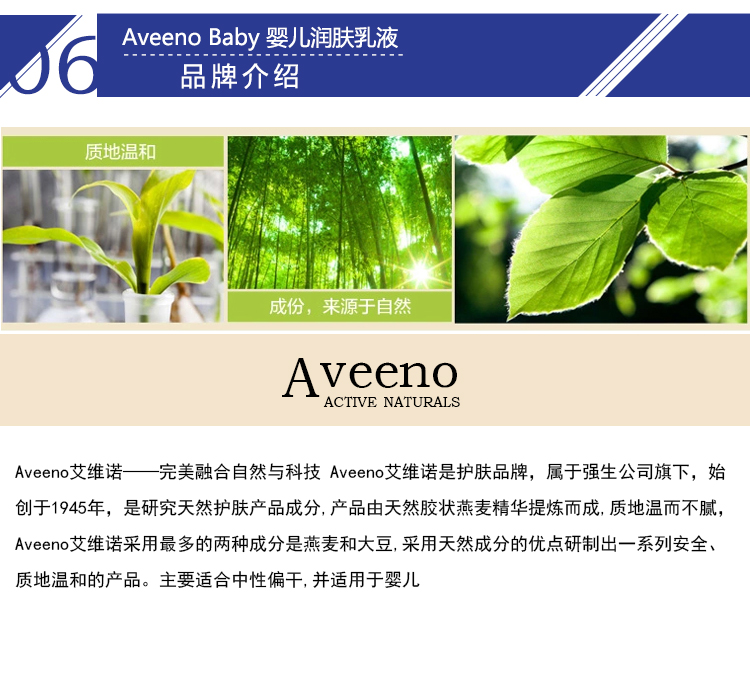 06
Aveeno Baby 婴儿润肤乳液
品牌介绍
质地温和
成份，来源于自然
Aveeno
ACTIVE NATURALS
Aveeno艾维诺——完美融合自然与科技 Aveeno艾维诺是护肤品牌，属于强生公司旗下，始
创于1945年，是研究天然护肤产品成分,产品由天然胶状燕麦精华提炼而成,质地温而不腻，
Aveeno艾维诺采用最多的两种成分是燕麦和大豆,采用天然成分的优点研制出一系列安全、
质地温和的产品。主要适合中性偏干,并适用于婴儿